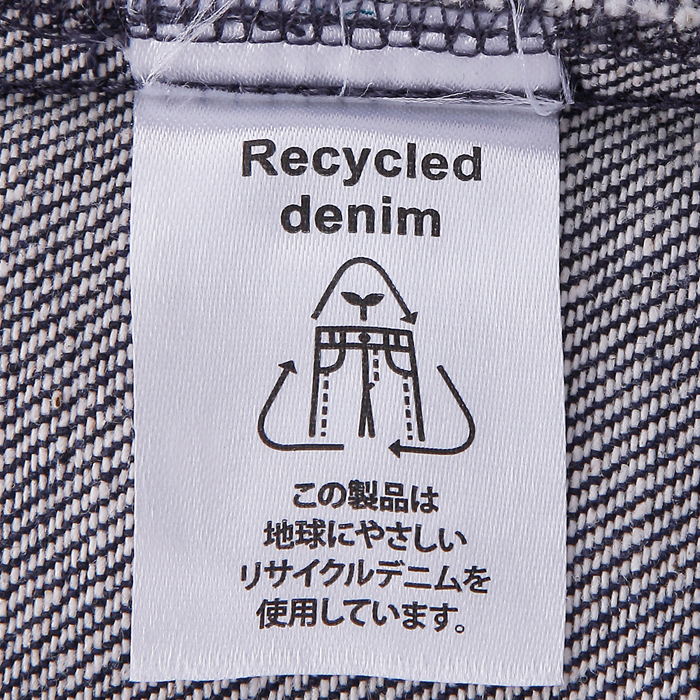 Recycled
denim
この製品は
地球にやさしい
リサイクルデニムを
使用しています。